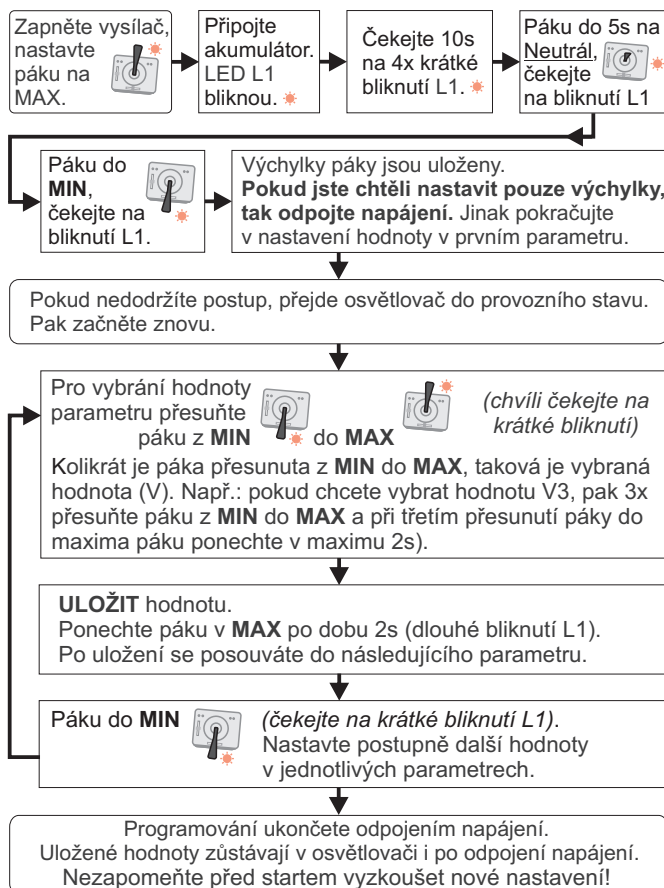 Zapněte vysílač,
nastavte
páku na
MAX.
Připojte
akumulátor.
LED L1
bliknou.
Čekejte 10s
na 4x krátké
bliknutí L1.
Páku do 5s na
Neutrál,
čekejte
na bliknutí L1
Páku do
MIN,
čekejte na
bliknutí L1.
Výchylky páky jsou uloženy.
Pokud jste chtěli nastavit pouze výchylky,
tak odpojte napájení. Jinak pokračujte
v nastavení hodnoty v prvním parametru.
Pokud nedodržíte postup, přejde osvětlovač do provozního stavu.
Pak začněte znovu.
Pro vybrání hodnoty
parametru přesuňte
páku z MIN do MAX
(chvíli čekejte na
krátké bliknutí)
Kolikrát je páka přesunuta z MIN do MAX, taková je vybraná
hodnota (V). Např.: pokud chcete vybrat hodnotu V3, pak 3x
přesuňte páku z MIN do MAX a při třetím přesunutí páky do
maxima páku ponechte v maximu 2s).
ULOŽIT hodnotu.
Ponechte páku v MAX po dobu 2s (dlouhé bliknutí L1).
Po uložení se posouváte do následujícího parametru.
Páku do MIN (čekejte na krátké bliknutí L1).
Nastavte postupně další hodnoty
v jednotlivých parametrech.
Programování ukončete odpojením napájení.
Uložené hodnoty zůstávají v osvětlovači i po odpojení napájení.
Nezapomeňte před startem vyzkoušet nové nastavení!